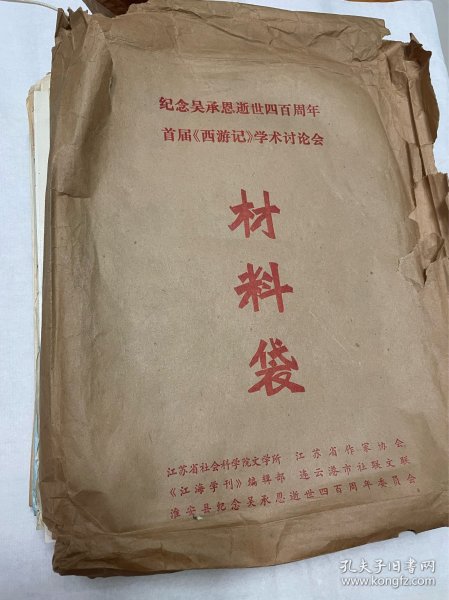 纪念吴承恩逝世四百周年
首届《西游记》学术讨论会
材
料
袋
江苏省社会科学院文学所 江苏省作家协会
《江海学刊》编辑部 连云港市社联文联
淮安县纪念吴承恩逝世四百周年委员会
孔夫子旧书网
www.kongfz.com